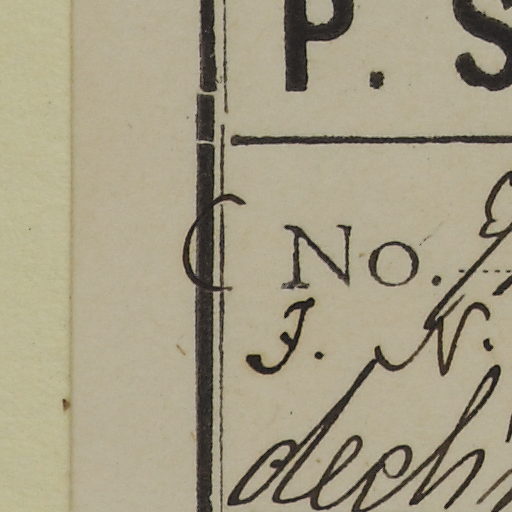 P. S
No.
J. N.
dech